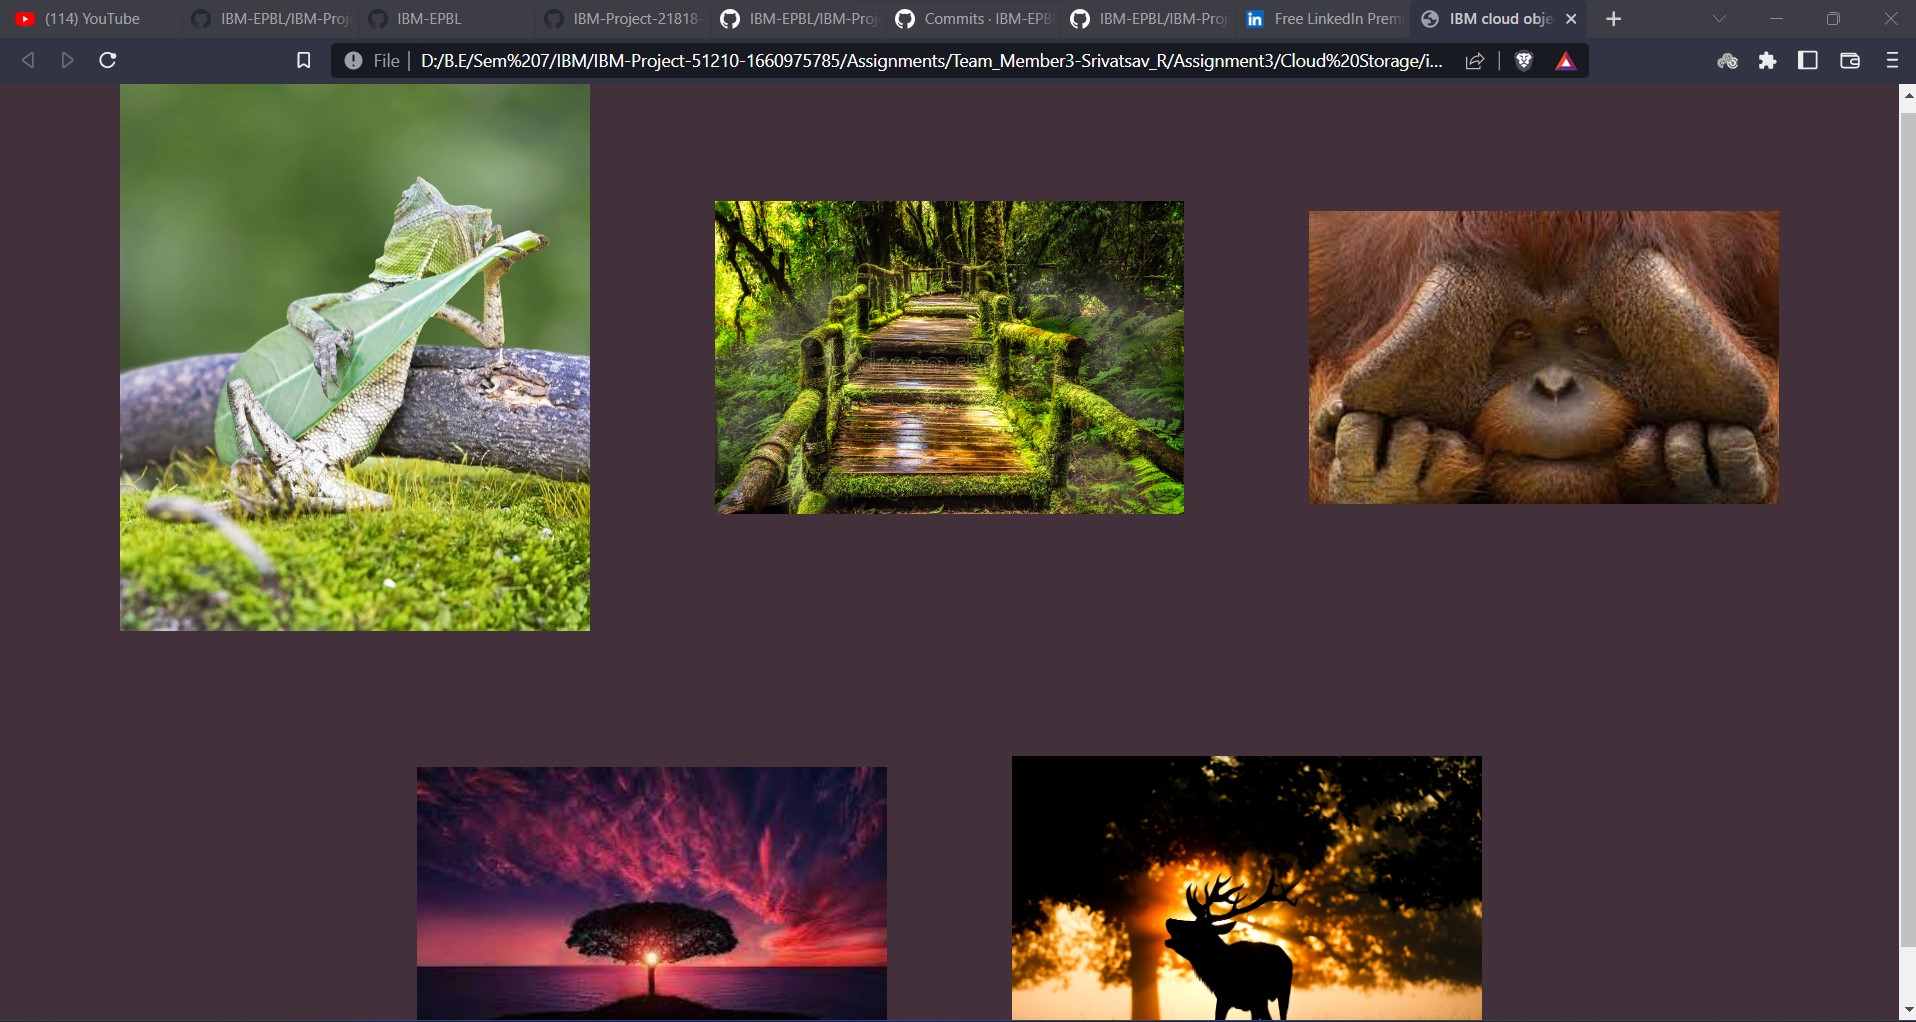 (114) YouTube
IBM-EPBL/IBM-Proj
IBM-EPBL
IBM-Project-21818-
IBM-EPBL/IBM-Proj
Commits · IBM-EPB
IBM-EPBL/IBM-Proj
in
Free LinkedIn Premi
IBM cloud obje
File
D:/B.E/Sem%207/IBM/IBM-Project-51210-1660975785/Assignments/Team_Member3-Srivatsav_R/Assignment3/Cloud%20Storage/i...